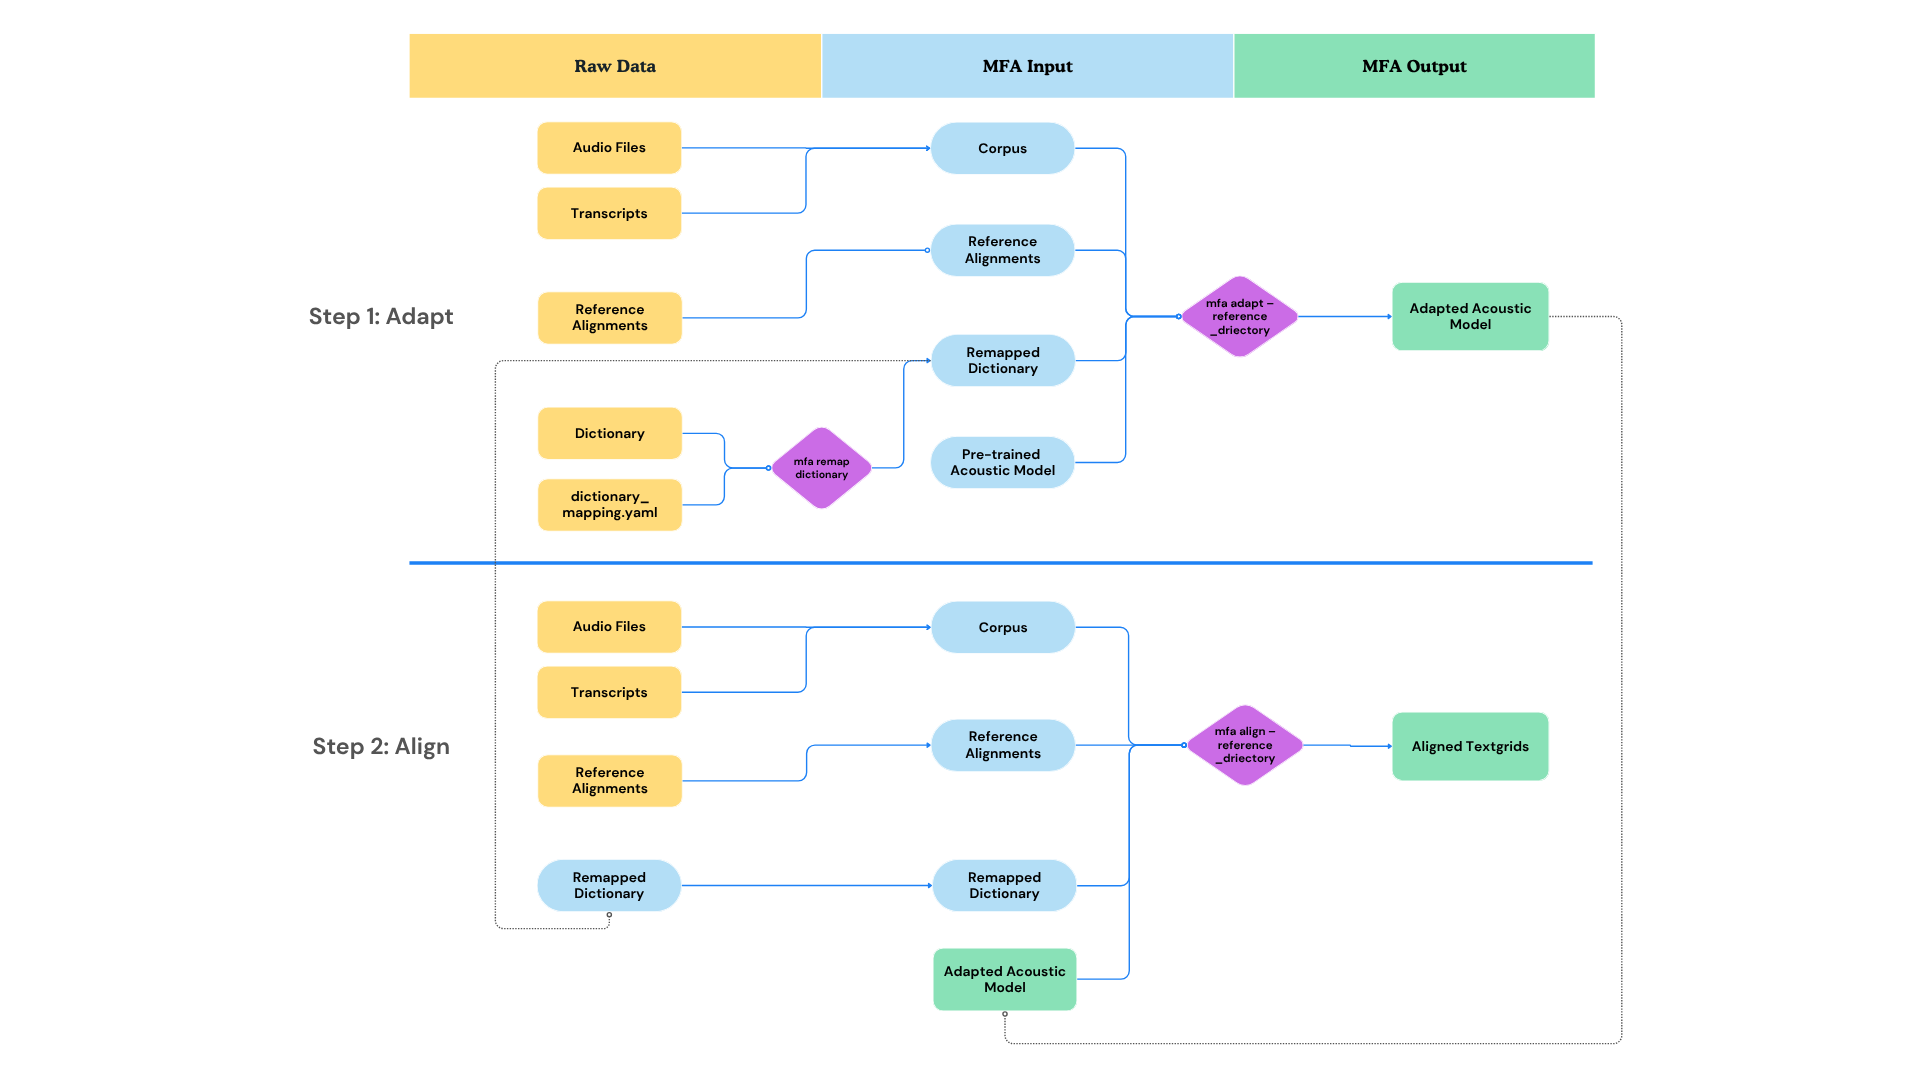 Raw Data
MFA Input
MFA Output
Step 1: Adapt
Audio Files
Transcripts
Reference
Alignments
Dictionary
dictionary_
mapping.yaml
mfa remap
dictionary
Corpus
Reference
Alignments
Remapped
Dictionary
Pre-trained
Acoustic Model
mfa adapt –
reference
_driectory
Adapted Acoustic
Model
Step 2: Align
Audio Files
Transcripts
Reference
Alignments
Remapped
Dictionary
Corpus
Reference
Alignments
Remapped
Dictionary
Adapted Acoustic
Model
mfa align –
reference
_driectory
Aligned Textgrids